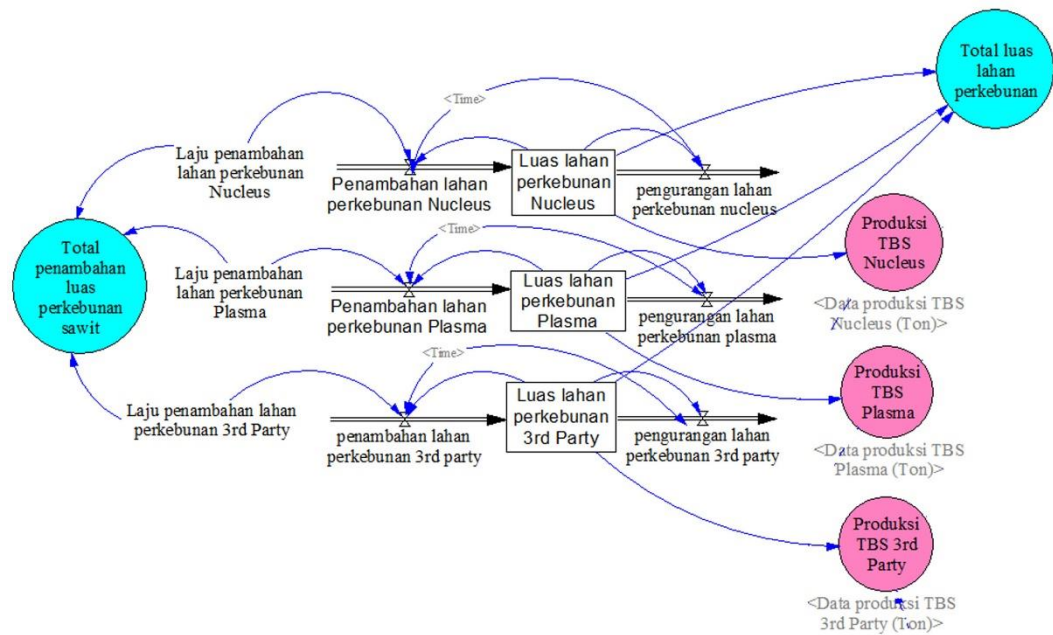 Total luas
lahan
perkebunan
<Time>
Laju penambahan
lahan perkebunan
Nucleus
Penambahan lahan
perkebunan Nucleus
Luas lahan
perkebunan
Nucleus
pengurangan lahan
perkebunan nucleus
Produksi
TBS
Nucleus
<Data produksi TBS
Nucleus (Ton)>
Total
penambahan
luas
perkebunan
sawit
<Time>
Laju penambahan
lahan perkebunan
Plasma
Penambahan lahan
perkebunan Plasma
Luas lahan
perkebunan
Plasma
pengurangan lahan
perkebunan plasma
Produksi
TBS
Plasma
<Data produksi TBS
Plasma (Ton)>
<Time>
Laju penambahan lahan
perkebunan 3rd Party
penambahan lahan
perkebunan 3rd party
Luas lahan
perkebunan
3rd Party
pengurangan lahan
perkebunan 3rd party
Produksi
TBS 3rd
Party
<Data produksi TBS
3rd Party (Ton)>